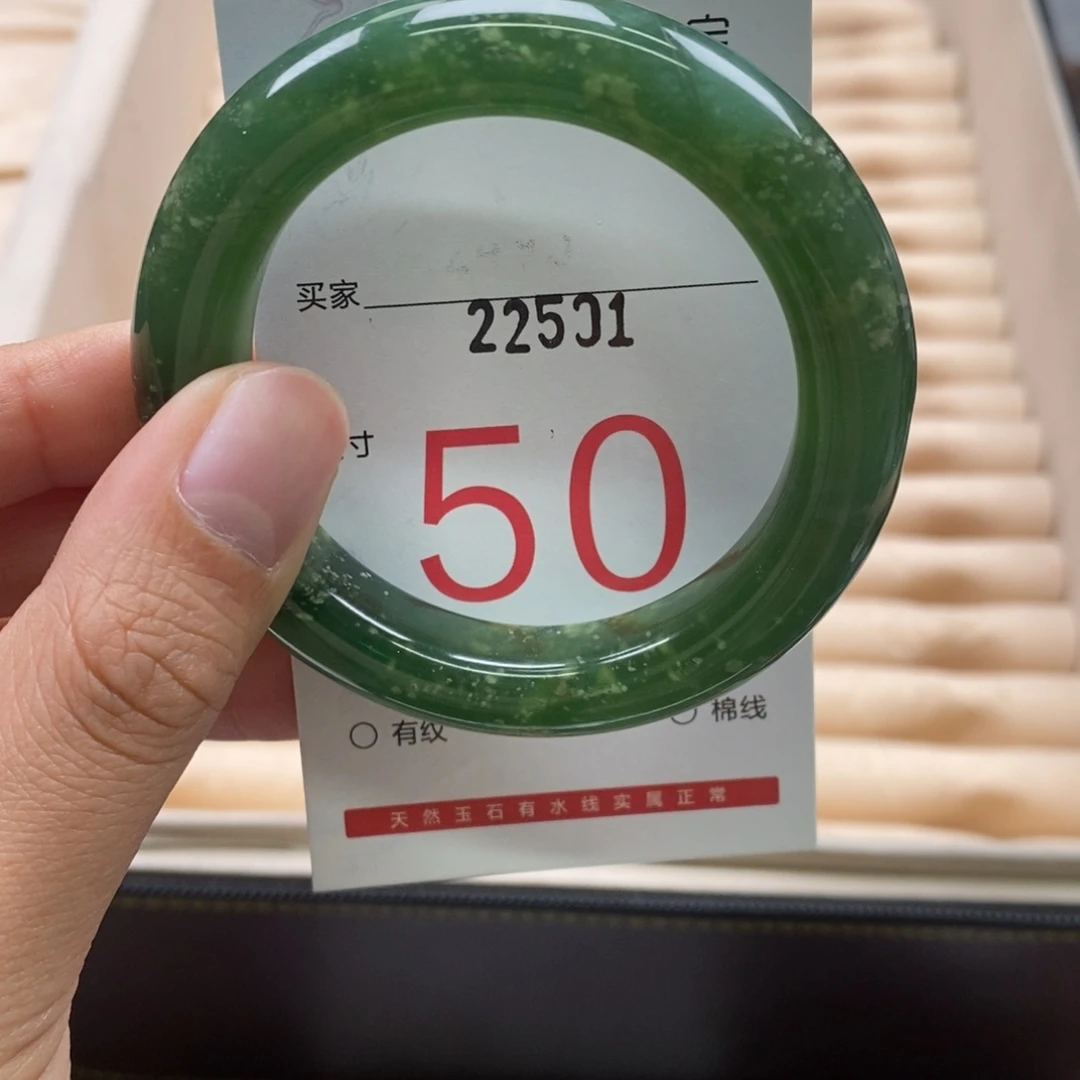 买家
22501
寸
50
有纹
棉线
天然玉石有水线实属正常